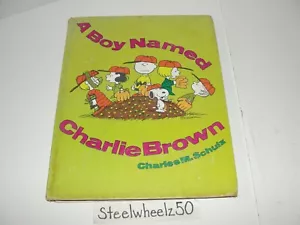 A Boy Named
Charlie Brown
Charles M. Schulz
Steelwheelz50